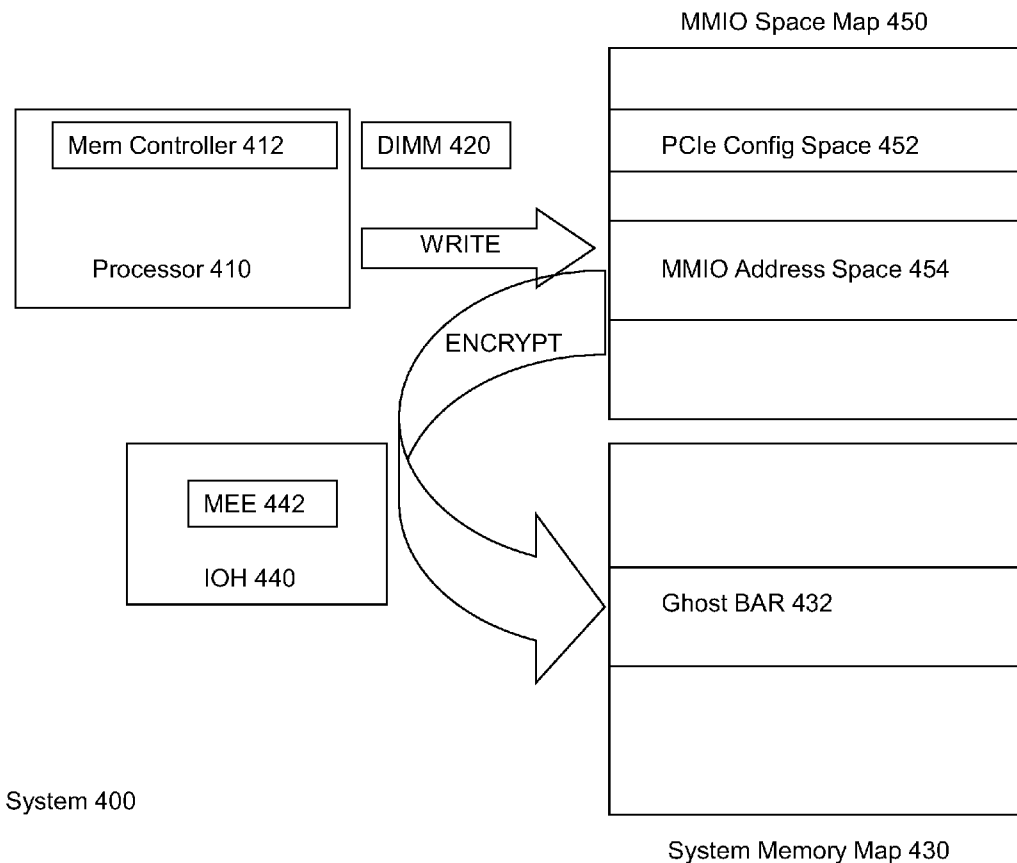 MMIO Space Map 450
Mem Controller 412
DIMM 420
PCIe Config Space 452
WRITE
Processor 410
MMIO Address Space 454
ENCRYPT
MEE 442
IOH 440
Ghost BAR 432
System 400
System Memory Map 430